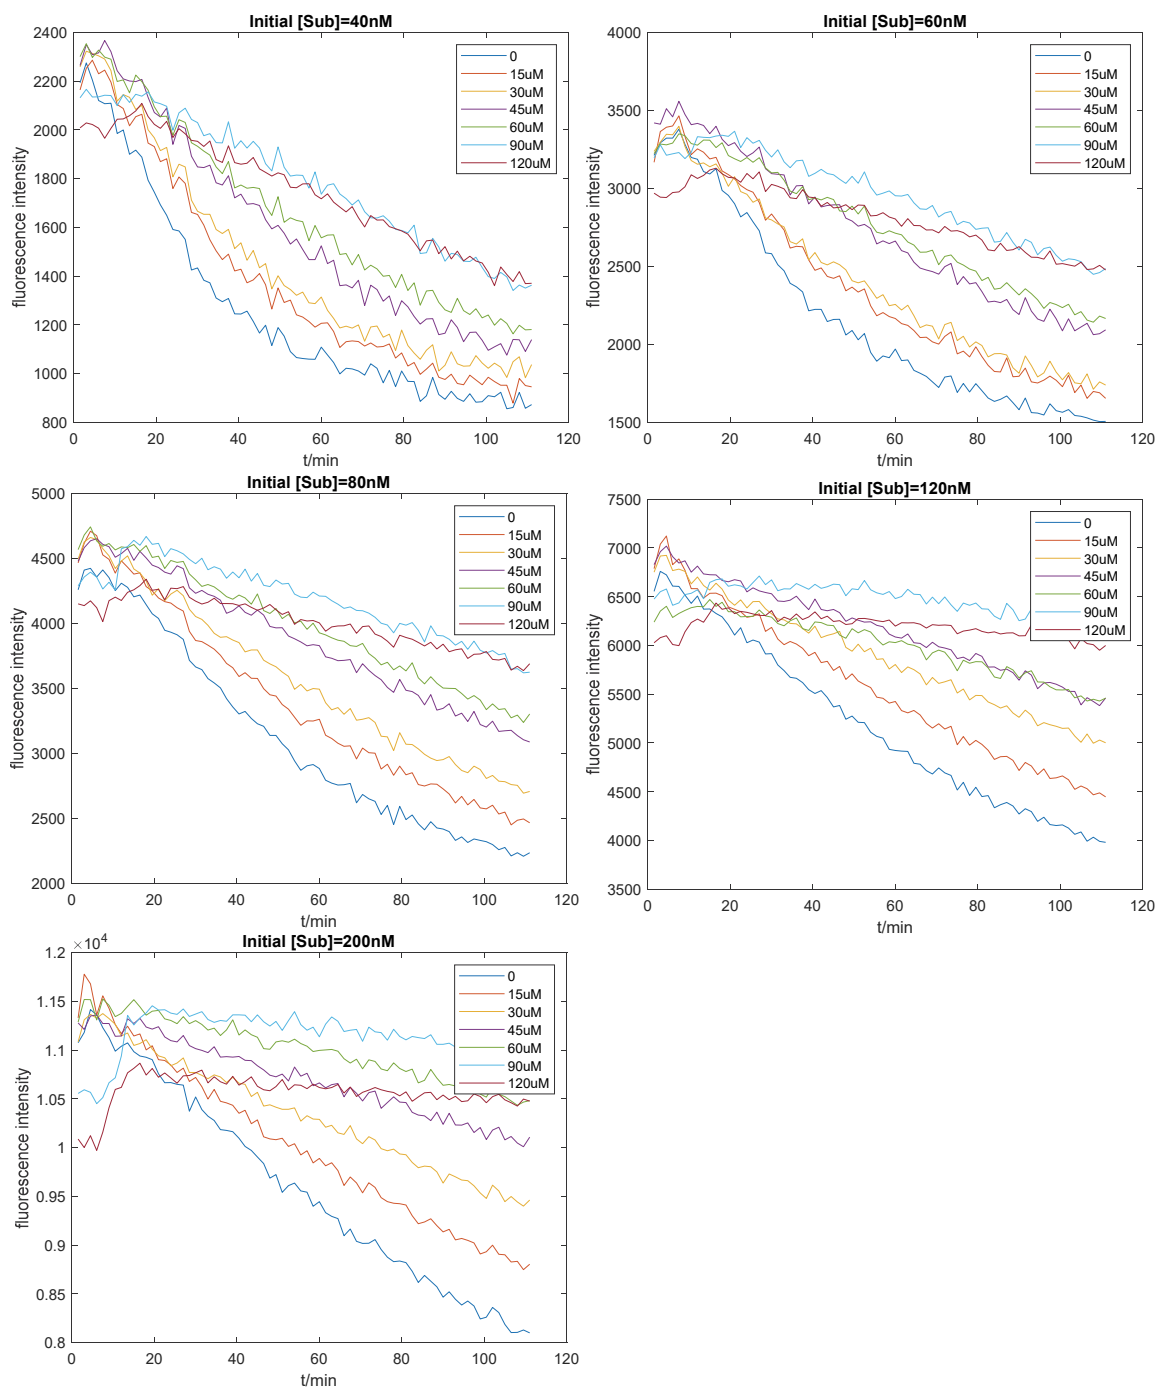 Initial [Sub]=40nM
fluorescence intensity
2400
2200
2000
1800
1600
1400
1200
1000
800
0 20 40 60 80 100 120
t/min
0
15uM
30uM
45uM
60uM
90uM
120uM
Initial [Sub]=60nM
fluorescence intensity
4000
3500
3000
2500
2000
1500
0 20 40 60 80 100 120
t/min
0
15uM
30uM
45uM
60uM
90uM
120uM
Initial [Sub]=80nM
fluorescence intensity
5000
4500
4000
3500
3000
2500
2000
0 20 40 60 80 100 120
t/min
0
15uM
30uM
45uM
60uM
90uM
120uM
Initial [Sub]=120nM
fluorescence intensity
7500
7000
6500
6000
5500
5000
4500
4000
3500
0 20 40 60 80 100 120
t/min
0
15uM
30uM
45uM
60uM
90uM
120uM
Initial [Sub]=200nM
×10⁴
fluorescence intensity
1.2
1.15
1.1
1.05
1
0.95
0.9
0.85
0.8
0 20 40 60 80 100 120
t/min
0
15uM
30uM
45uM
60uM
90uM
120uM